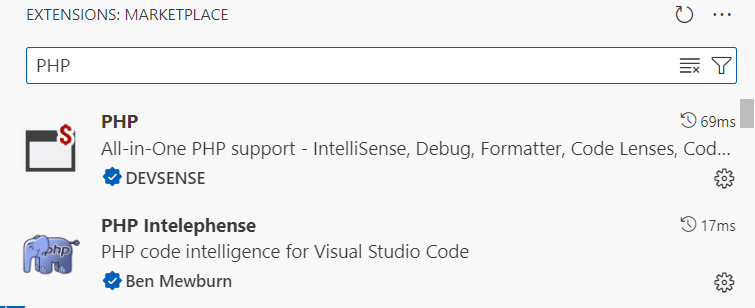 EXTENSIONS: MARKETPLACE
PHP
PHP 69ms
All-in-One PHP support - IntelliSense, Debug, Formatter, Code Lenses, Cod...
DEVSENSE
$
PHP Intelephense 17ms
php
PHP code intelligence for Visual Studio Code
Ben Mewburn